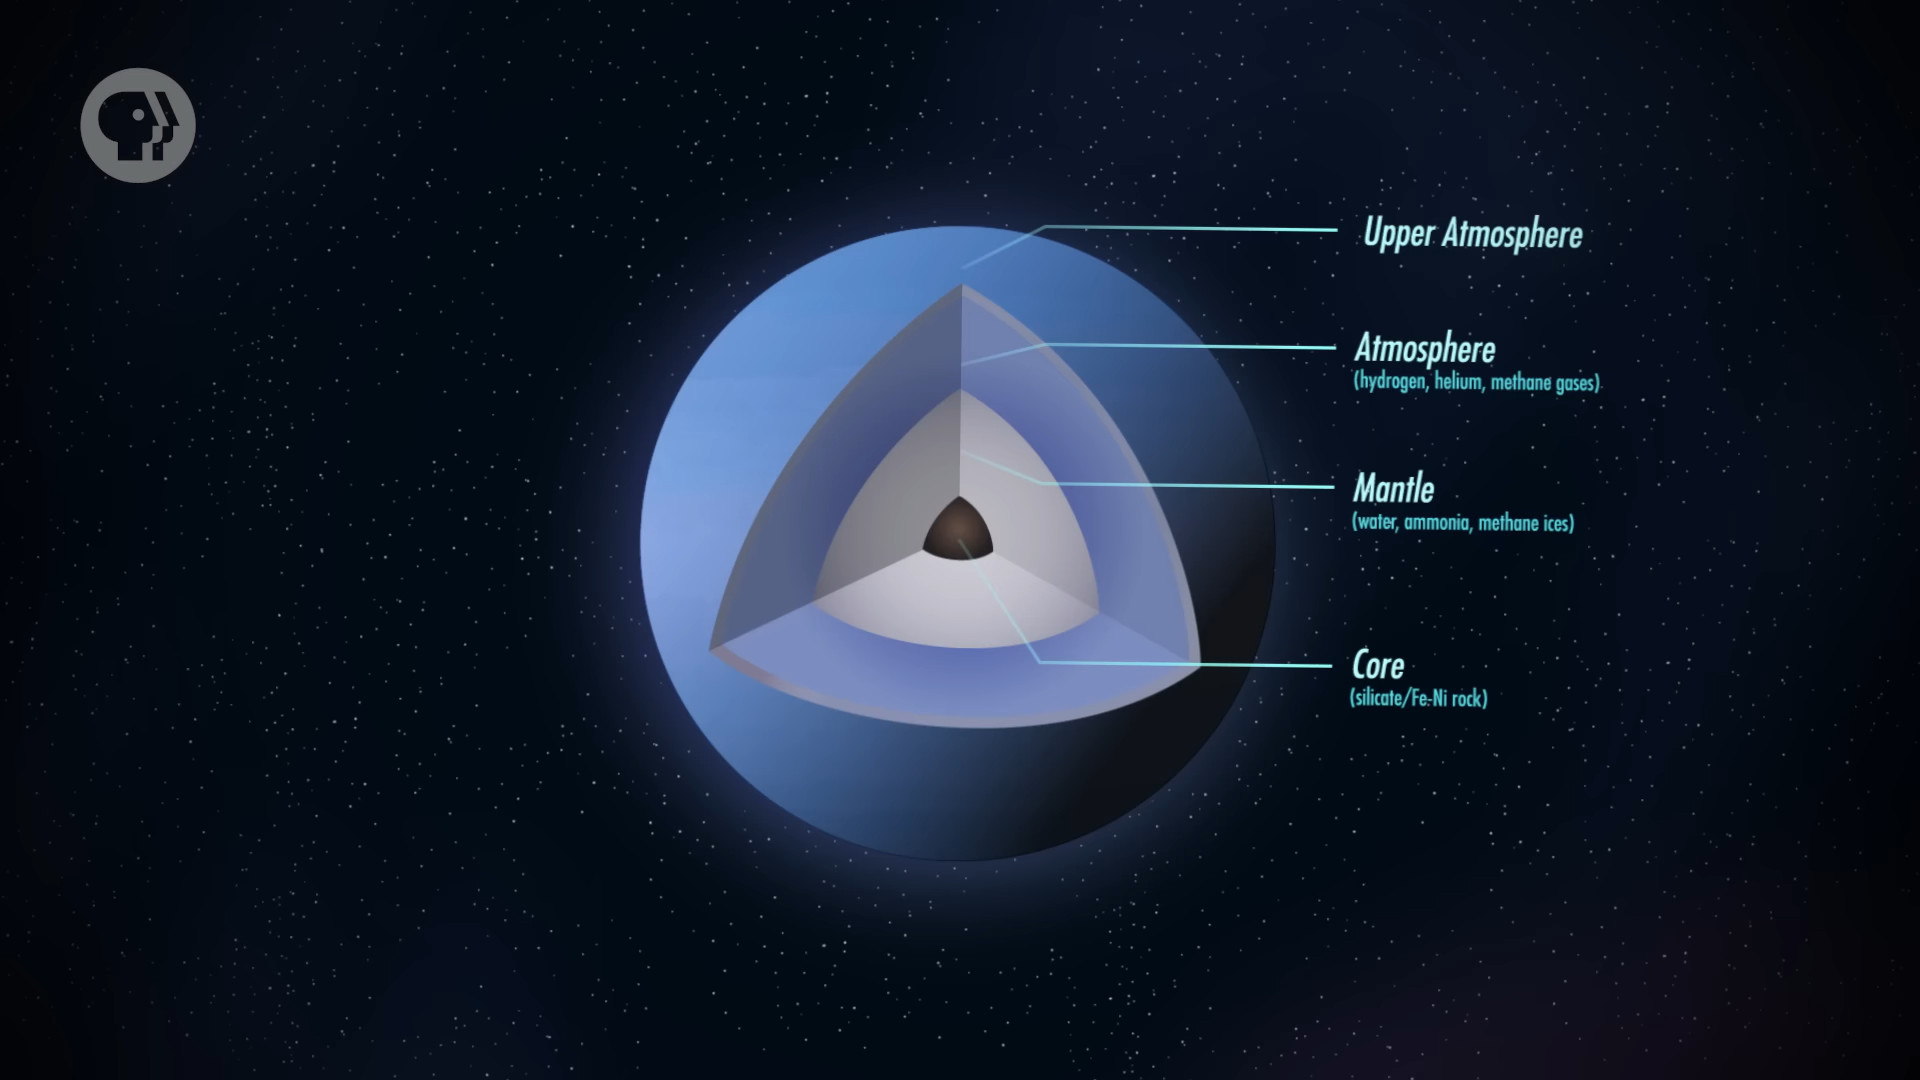 Upper Atmosphere
Atmosphere
(hydrogen, helium, methane gases)
Mantle
(water, ammonia, methane ices)
Core
(silicate/Fe-Ni rock)